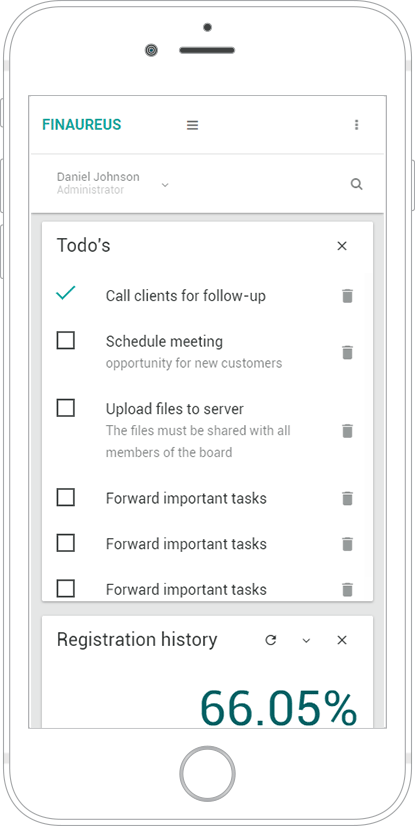 FINAUREUS
Daniel Johnson
Administrator
Todo's
Call clients for follow-up
Schedule meeting
opportunity for new customers
Upload files to server
The files must be shared with all
members of the board
Forward important tasks
Forward important tasks
Forward important tasks
Registration history
66.05%